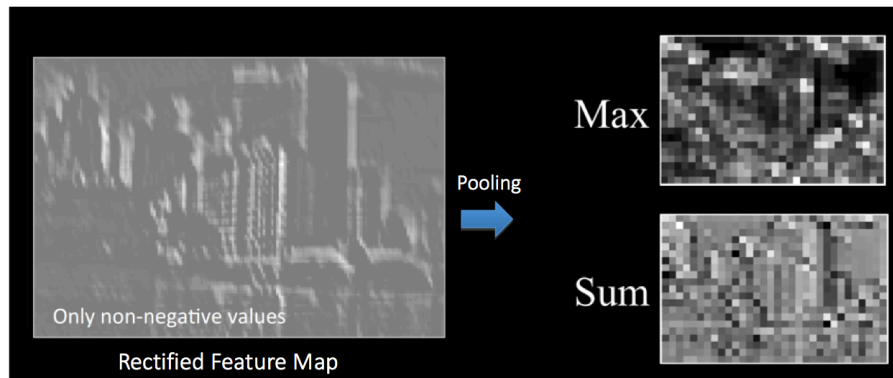 Max
Pooling
Sum
Only non-negative values
Rectified Feature Map